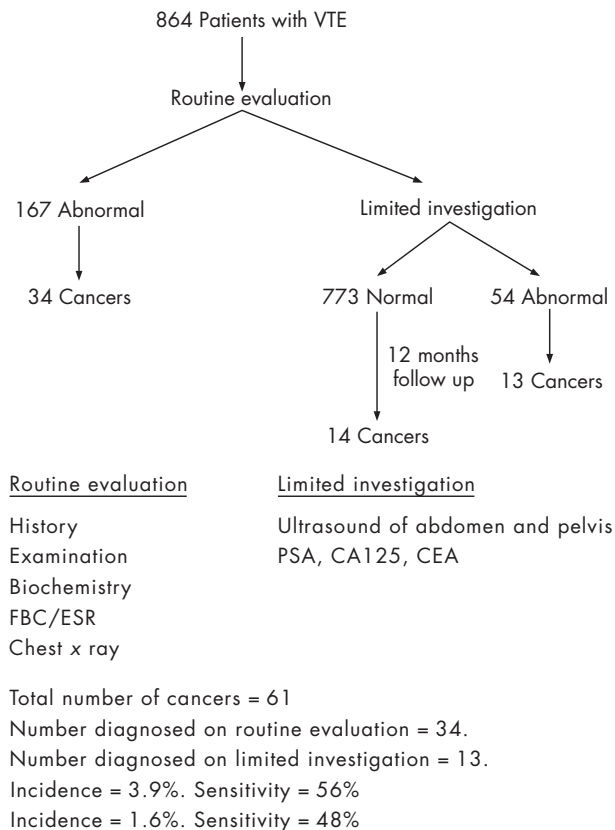 864 Patients with VTE
Routine evaluation
167 Abnormal
Limited investigation
34 Cancers
773 Normal
54 Abnormal
12 months
follow up
13 Cancers
14 Cancers
Routine evaluation
History
Examination
Biochemistry
FBC/ESR
Chest x ray
Limited investigation
Ultrasound of abdomen and pelvis
PSA, CA125, CEA
Total number of cancers = 61
Number diagnosed on routine evaluation = 34.
Number diagnosed on limited investigation = 13.
Incidence = 3.9%. Sensitivity = 56%
Incidence = 1.6%. Sensitivity = 48%